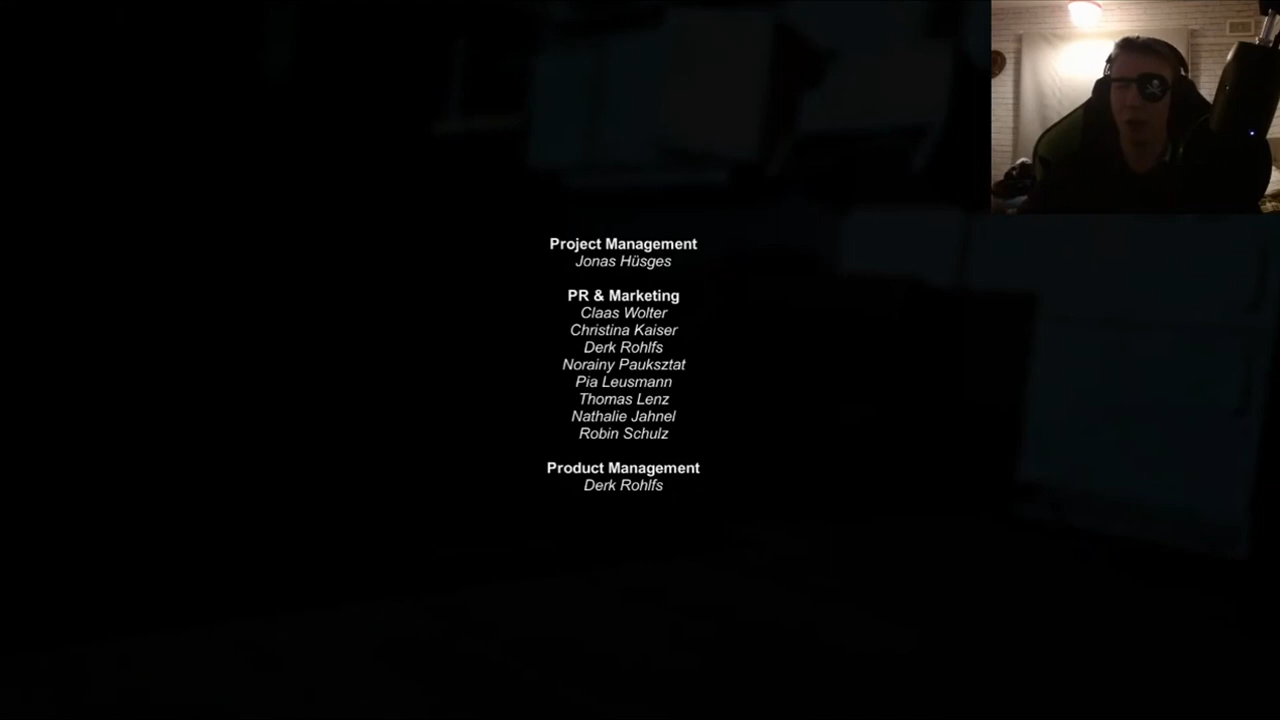 Project Management
Jonas Hüsges
PR & Marketing
Claas Wolter
Christina Kaiser
Derk Rohlfs
Norainy Pauksztat
Pia Leusmann
Thomas Lenz
Nathalie Jahnel
Robin Schulz
Product Management
Derk Rohlfs